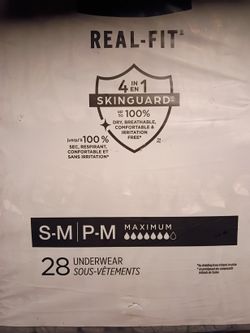 REAL-FIT
4 EN 1
IN
SKINGUARD
UP TO 100%
DRY, BREATHABLE,
COMFORTABLE &
IRRITATION
FREE*
jusqu'à 100%
SEC, RESPIRANT,
CONFORTABLE ET
SANS IRRITATION*
S-M | P-M MAXIMUM
28 UNDERWEAR
SOUS-VÊTEMENTS